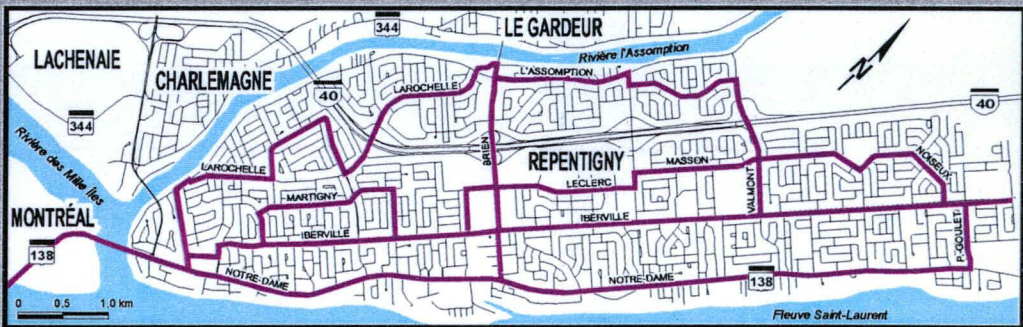 344
LE GARDEUR
Rivière l'Assomption
LACHENAIE
CHARLEMAGNE
L'ASSOMPTION
N
40
LAROCHELLE
40
344
Rivière des Mille Îles
BRIEN
REPENTIGNY
MASSON
NOISEUX
LAROCHELLE
LECLERC
MARTIGNY
VALMONT
MONTRÉAL
IBERVILLE
IBERVILLE
P.-GOULET
138
NOTRE-DAME
NOTRE-DAME
138
0 0.5 1.0 km
Fleuve Saint-Laurent